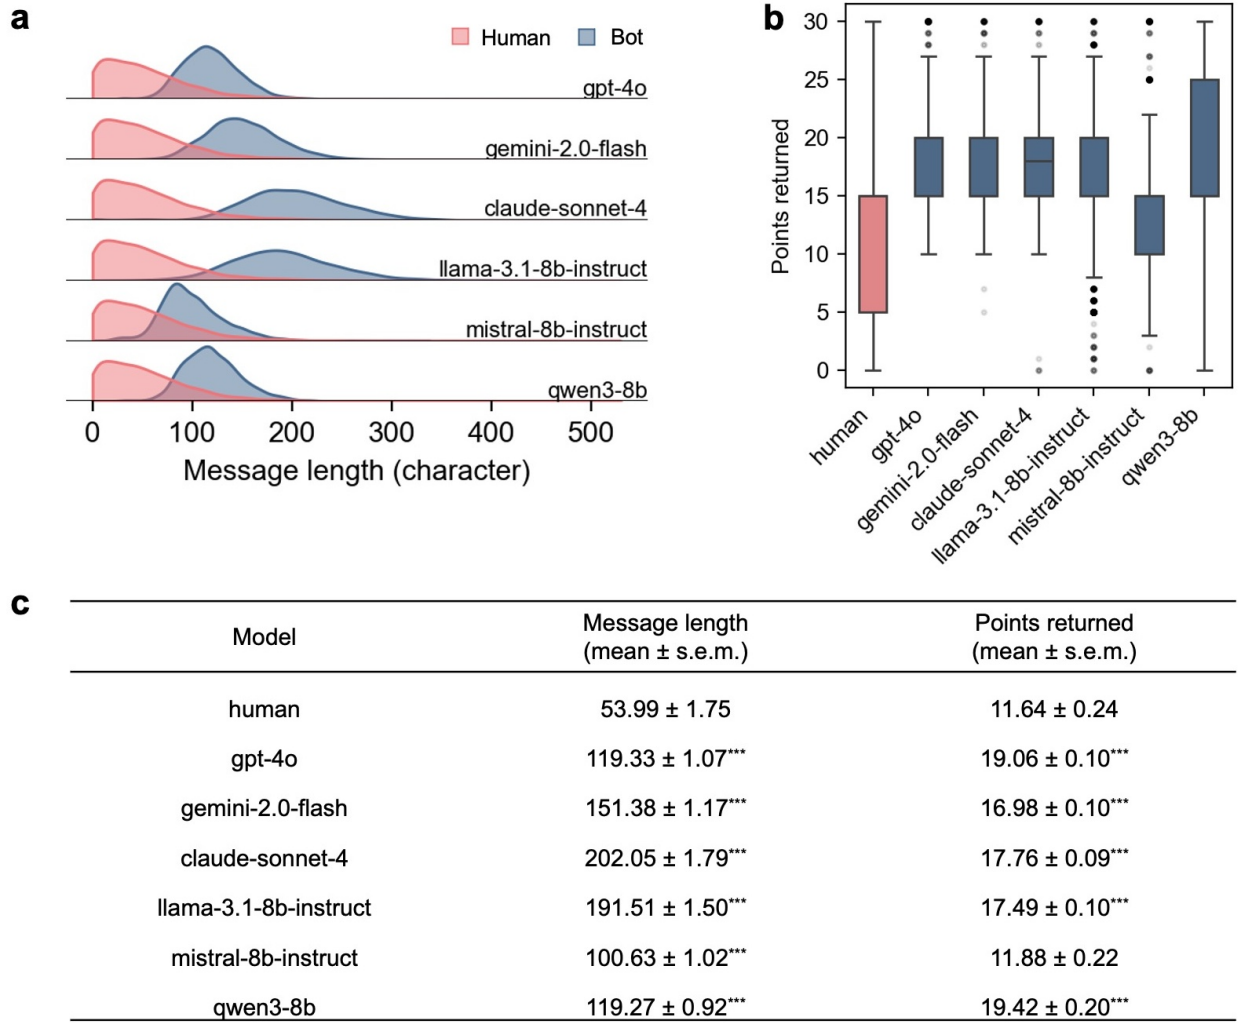 a
Human Bot
gpt-4o
gemini-2.0-flash
claude-sonnet-4
llama-3.1-8b-instruct
mistral-8b-instruct
qwen3-8b
0 100 200 300 400 500
Message length (character)
b
30
25
20
15
10
5
0
Points returned
human
gpt-4o
gemini-2.0-flash
claude-sonnet-4
llama-3.1-8b-instruct
mistral-8b-instruct
qwen3-8b
c
Model Message length (mean ± s.e.m.) Points returned (mean ± s.e.m.)
human 53.99 ± 1.75 11.64 ± 0.24
gpt-4o 119.33 ± 1.07*** 19.06 ± 0.10***
gemini-2.0-flash 151.38 ± 1.17*** 16.98 ± 0.10***
claude-sonnet-4 202.05 ± 1.79*** 17.76 ± 0.09***
llama-3.1-8b-instruct 191.51 ± 1.50*** 17.49 ± 0.10***
mistral-8b-instruct 100.63 ± 1.02*** 11.88 ± 0.22
qwen3-8b 119.27 ± 0.92*** 19.42 ± 0.20***